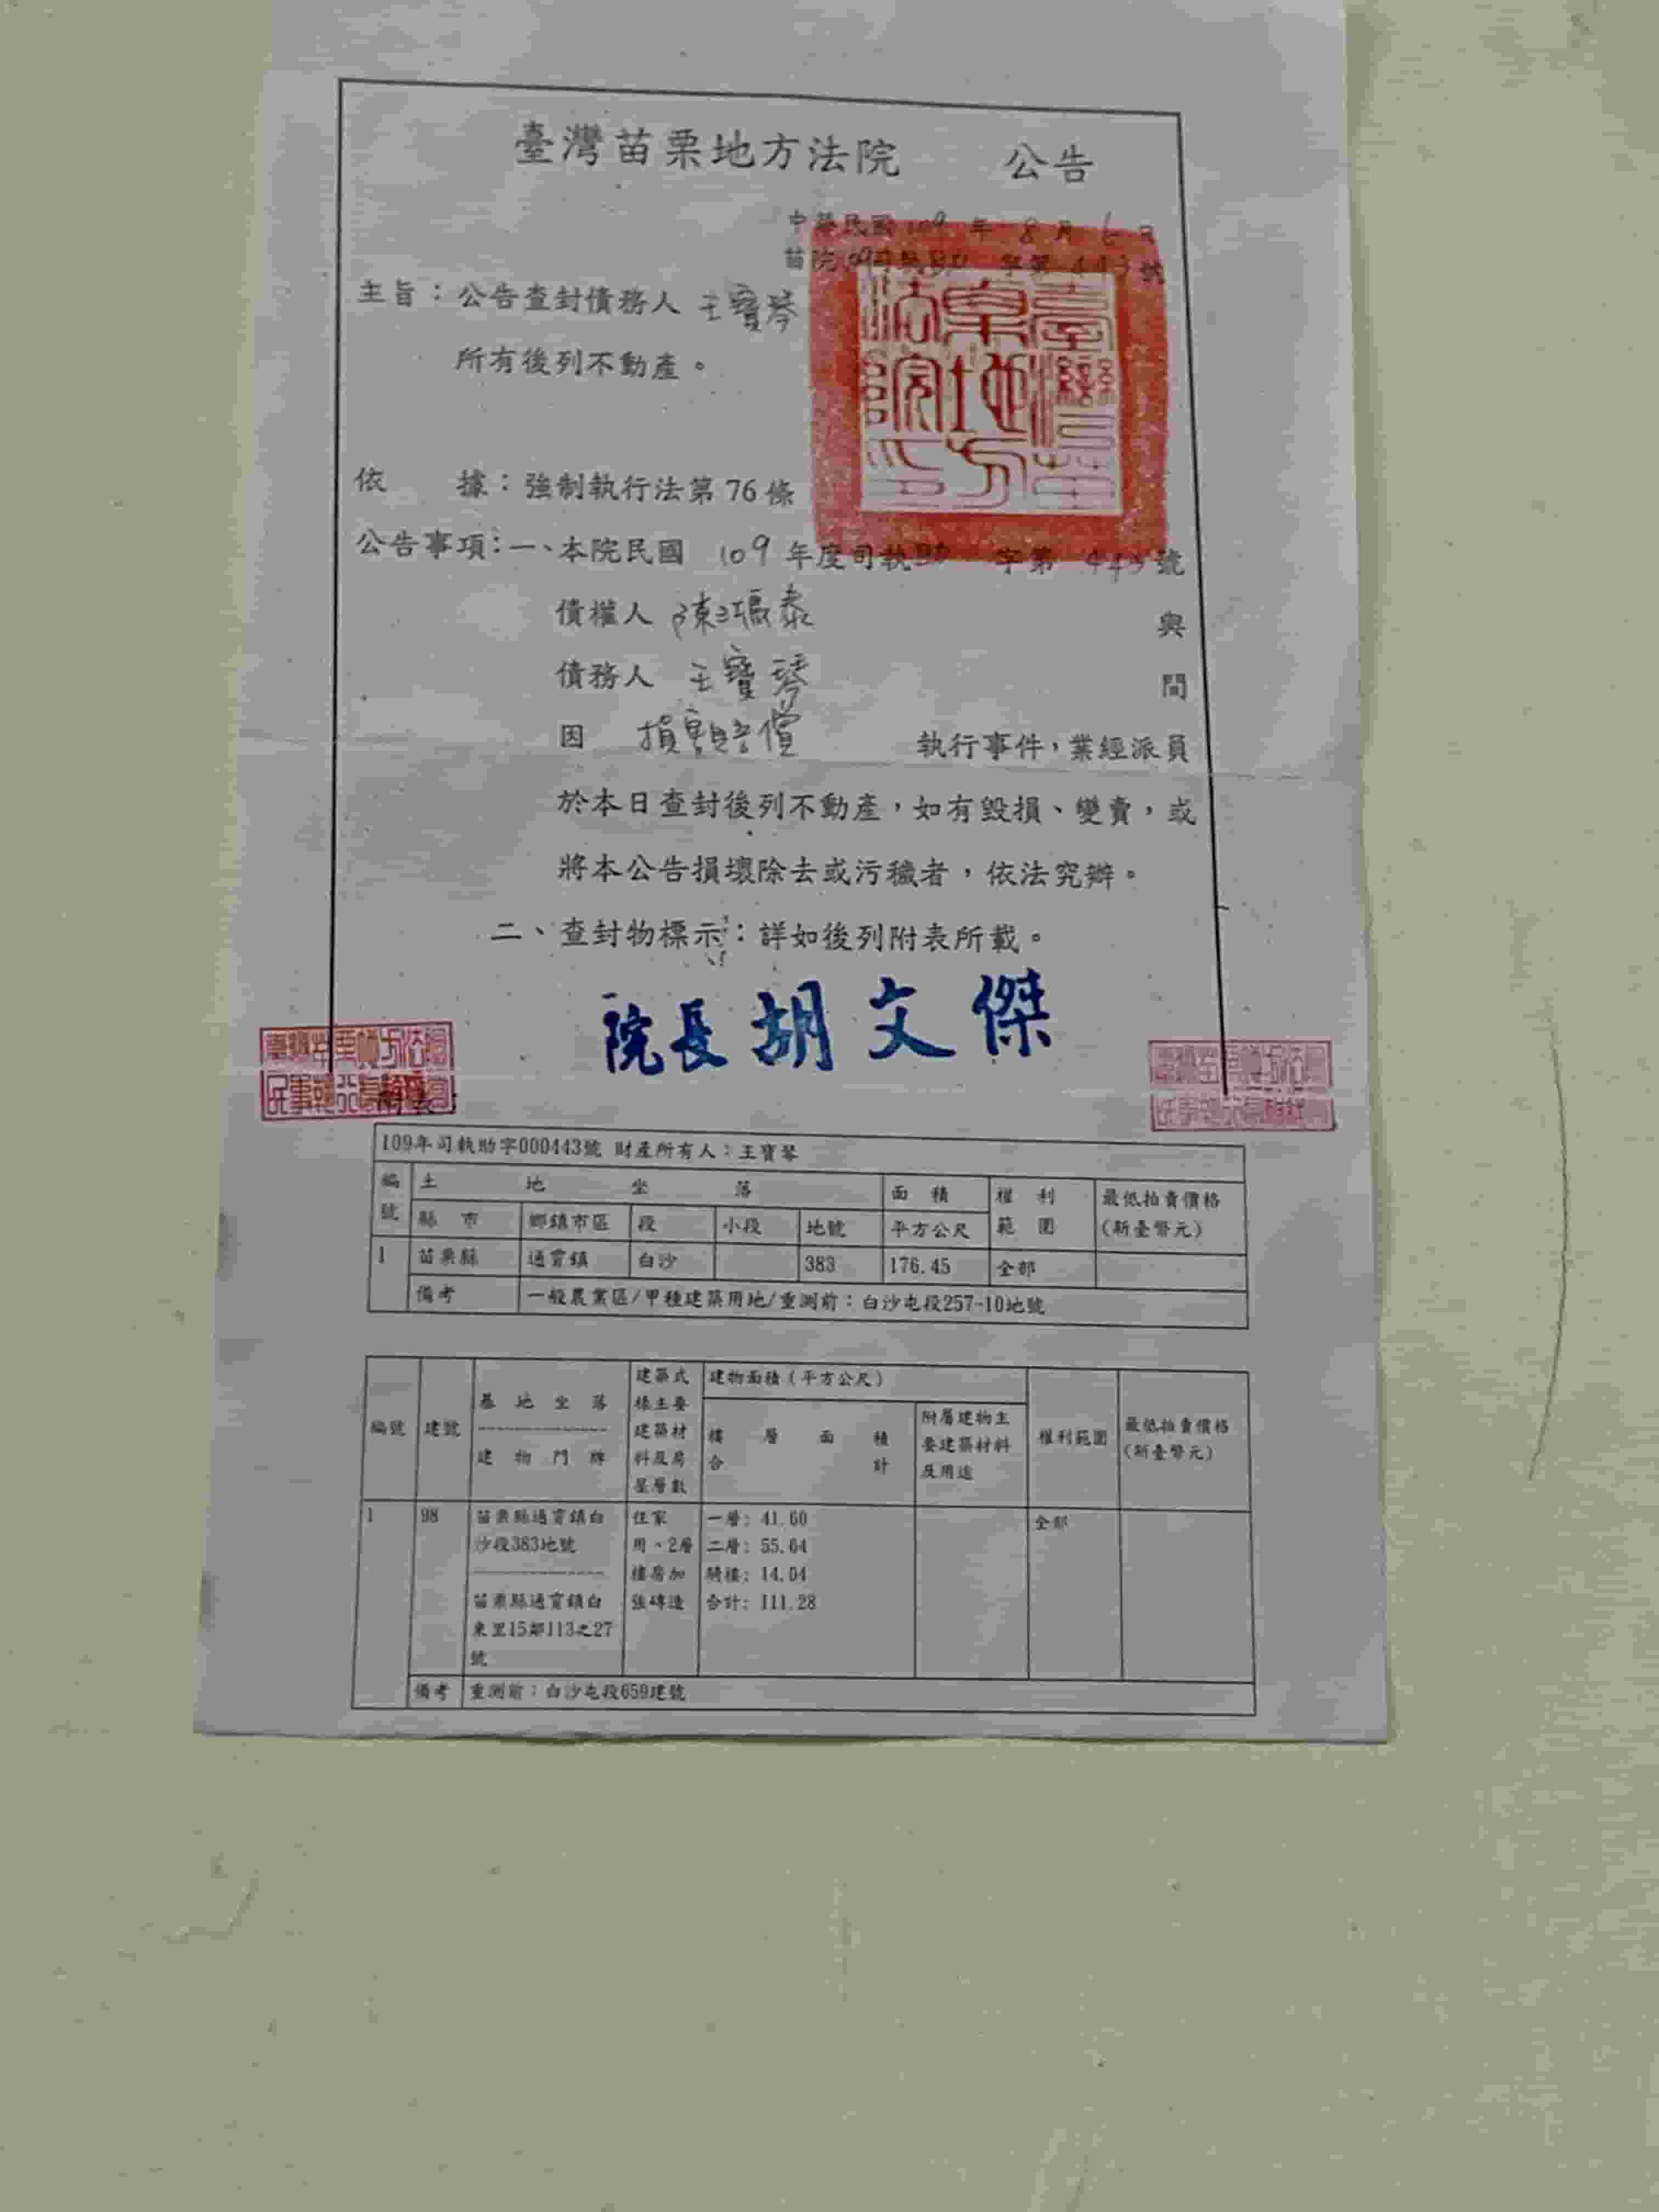 臺灣苗栗地方法院 公告
中華民國109年8月6日
苗院109司執助字第443號
主旨：公告查封債務人 王寶琴
所有後列不動產。
依 據：強制執行法第76條
公告事項：一、本院民國 109年度司執助 字第 443號
債權人 陳 泰 與
債務人 王寶琴 間
因 損害賠償 執行事件，業經派員
於本日查封後列不動產，如有毀損、變賣，或
將本公告損壞除去或污穢者，依法究辦。
二、查封物標示：詳如後列附表所載。
院長 胡文傑
109年司執助字000443號 財產所有人：王寶琴
編號 土地坐落 面積 權利範圍 最低拍賣價格(新臺幣元)
縣市 鄉鎮市區 段 小段 地號 平方公尺
1 苗栗縣 通霄鎮 白沙 383 176.45 全部
備考 一般農業區/甲種建築用地/重測前：白沙屯段257-10地號
編號 建號 基地坐落 建物門牌 建築式樣主要建築材料及房屋層數 建物面積(平方公尺) 權利範圍 最低拍賣價格(新臺幣元)
樓層面積合計 附屬建物主要建築材料及用途
1 98 苗栗縣通霄鎮白 住家 一層: 41.60 全部
沙段383地號 用、2層 二層: 55.64
-------------- 樓房加 騎樓: 14.04
苗栗縣通霄鎮白 強磚造 合計: 111.28
東里15鄰113之27
號
備考 重測前：白沙屯段659建號